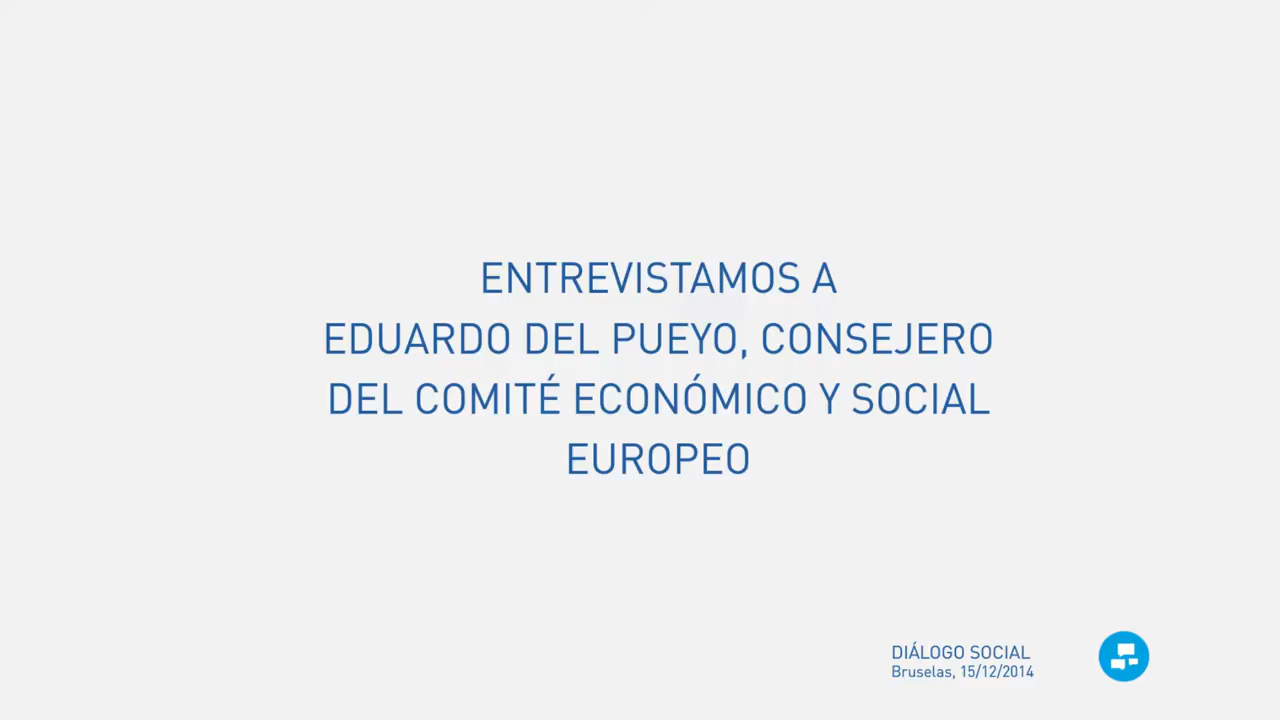 ENTREVISTAMOS A
EDUARDO DEL PUEYO, CONSEJERO
DEL COMITÉ ECONÓMICO Y SOCIAL
EUROPEO
DIÁLOGO SOCIAL
Bruselas, 15/12/2014